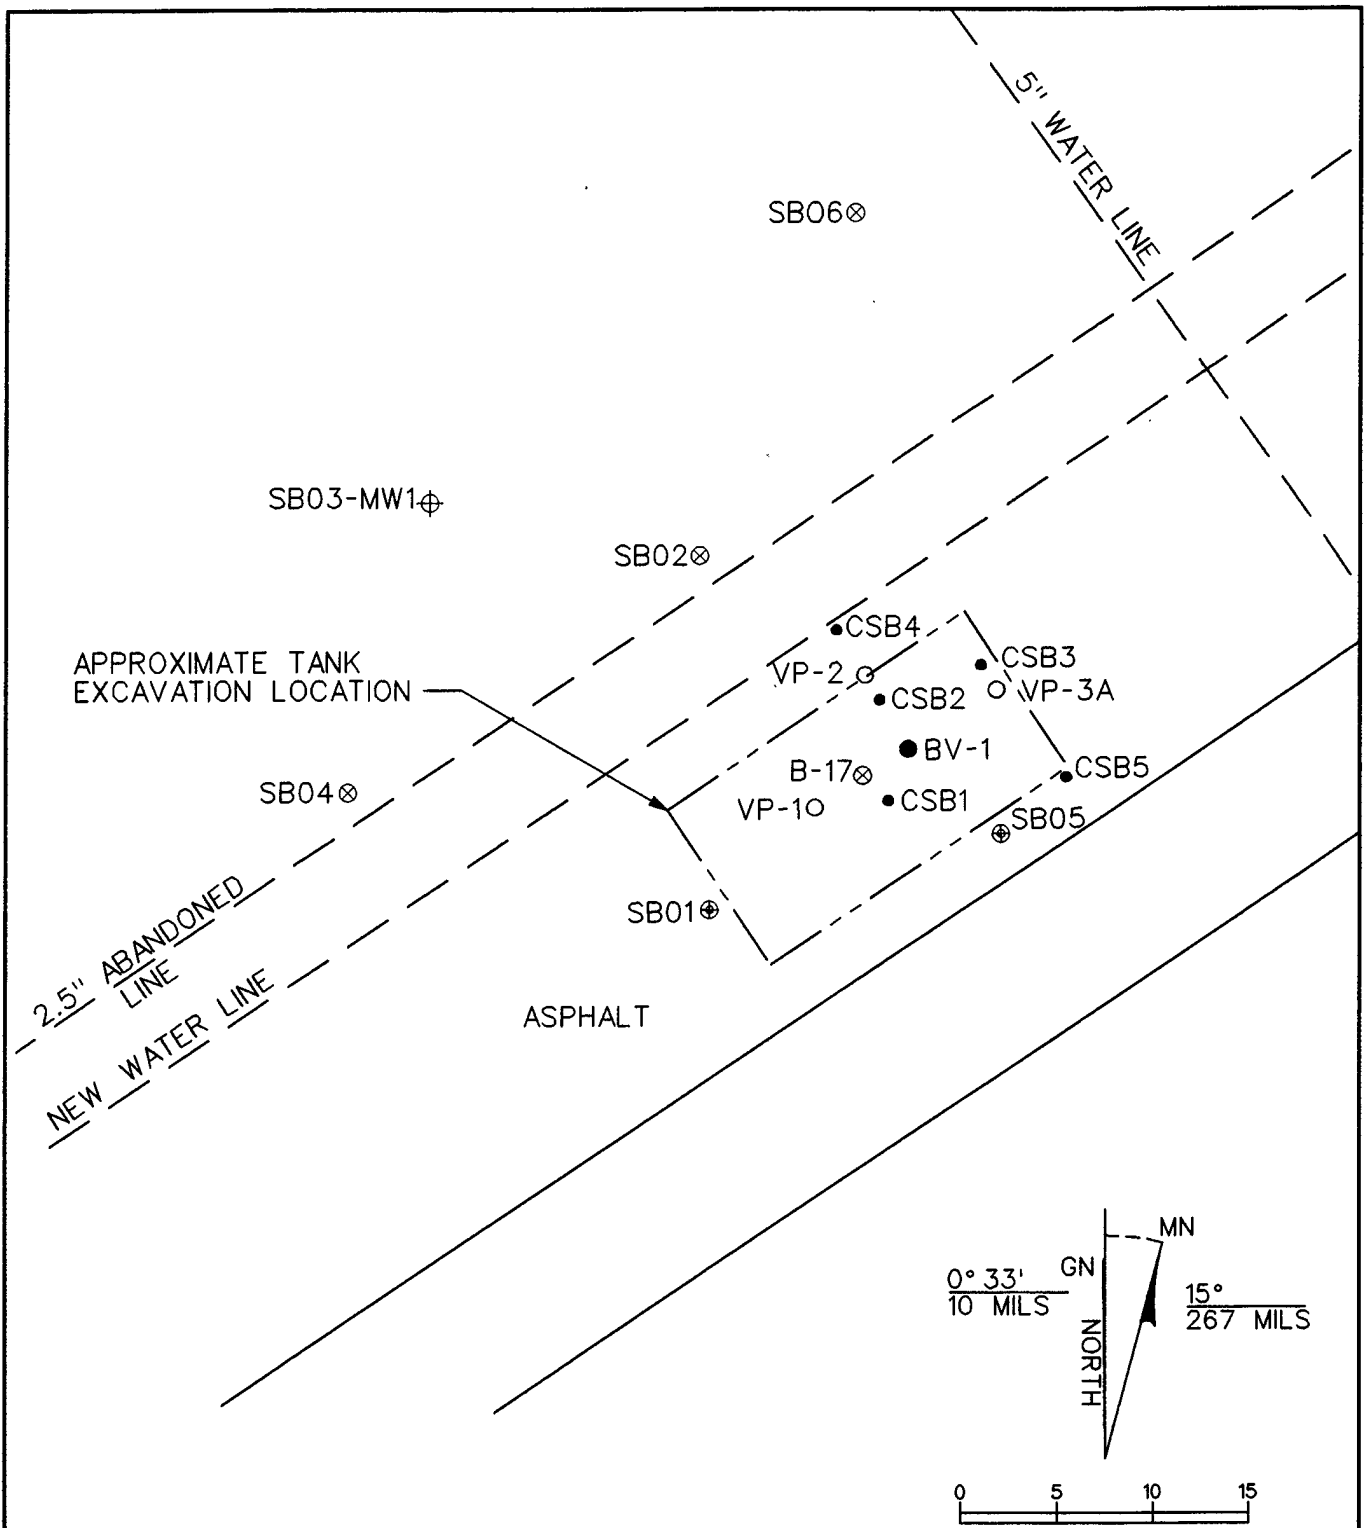 5" WATER LINE
SB06
SB03-MW1
SB02
CSB4
APPROXIMATE TANK
EXCAVATION LOCATION
VP-2
CSB3
CSB2
VP-3A
BV-1
B-17
CSB5
SB04
VP-1
CSB1
SB05
SB01
2.5" ABANDONED
LINE
NEW WATER LINE
ASPHALT
MN
GN
0° 33'
10 MILS
15°
267 MILS
NORTH
0 5 10 15